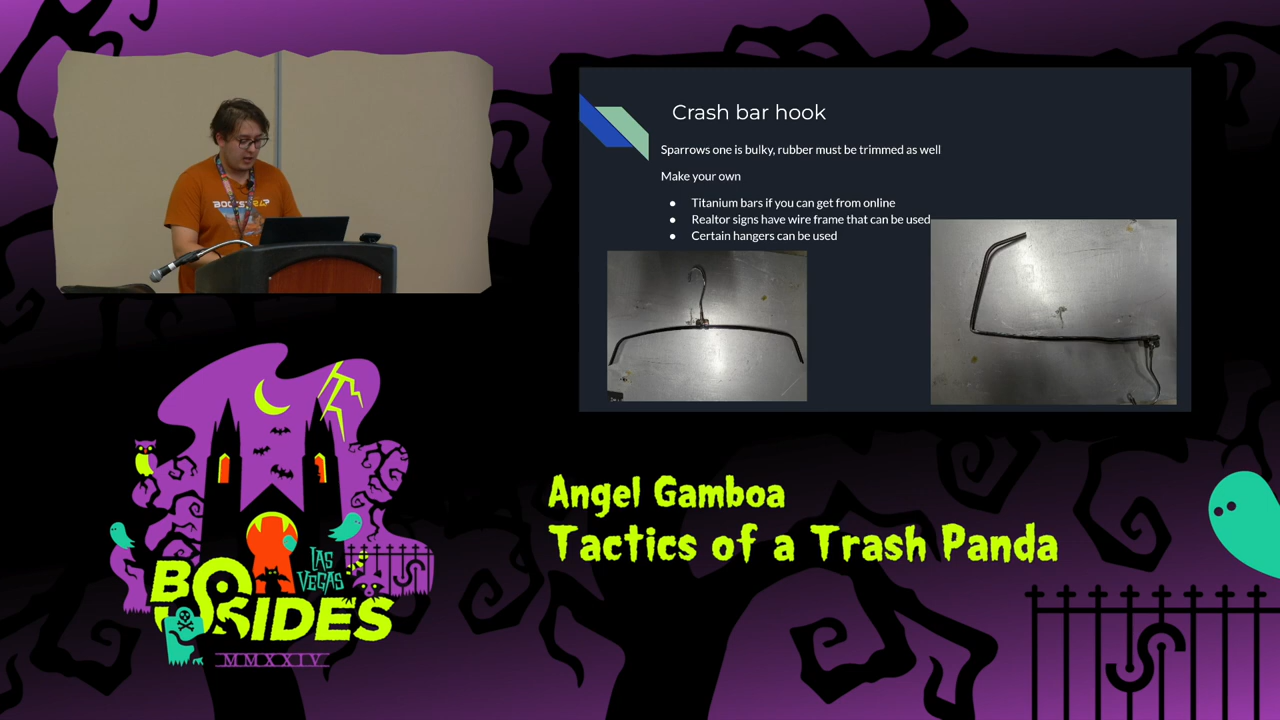 Crash bar hook
Sparrows one is bulky, rubber must be trimmed as well
Make your own
● Titanium bars if you can get from online
● Realtor signs have wire frame that can be used
● Certain hangers can be used
Angel Gamboa
Tactics of a Trash Panda
LAS
VEGAS
BSIDES
MMXXIV